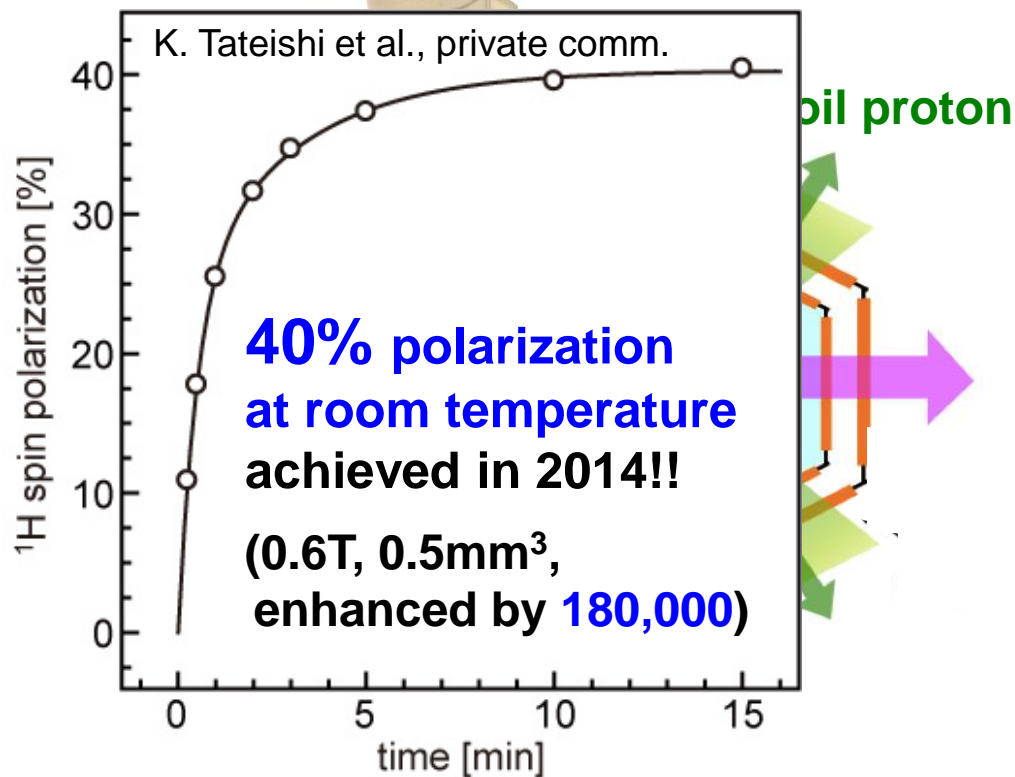 K. Tateishi et al., private comm.
40
30
20
10
0
¹H spin polarization [%]
40% polarization
at room temperature
achieved in 2014!!
(0.6T, 0.5mm³,
enhanced by 180,000)
0 5 10 15
time [min]
oil proton